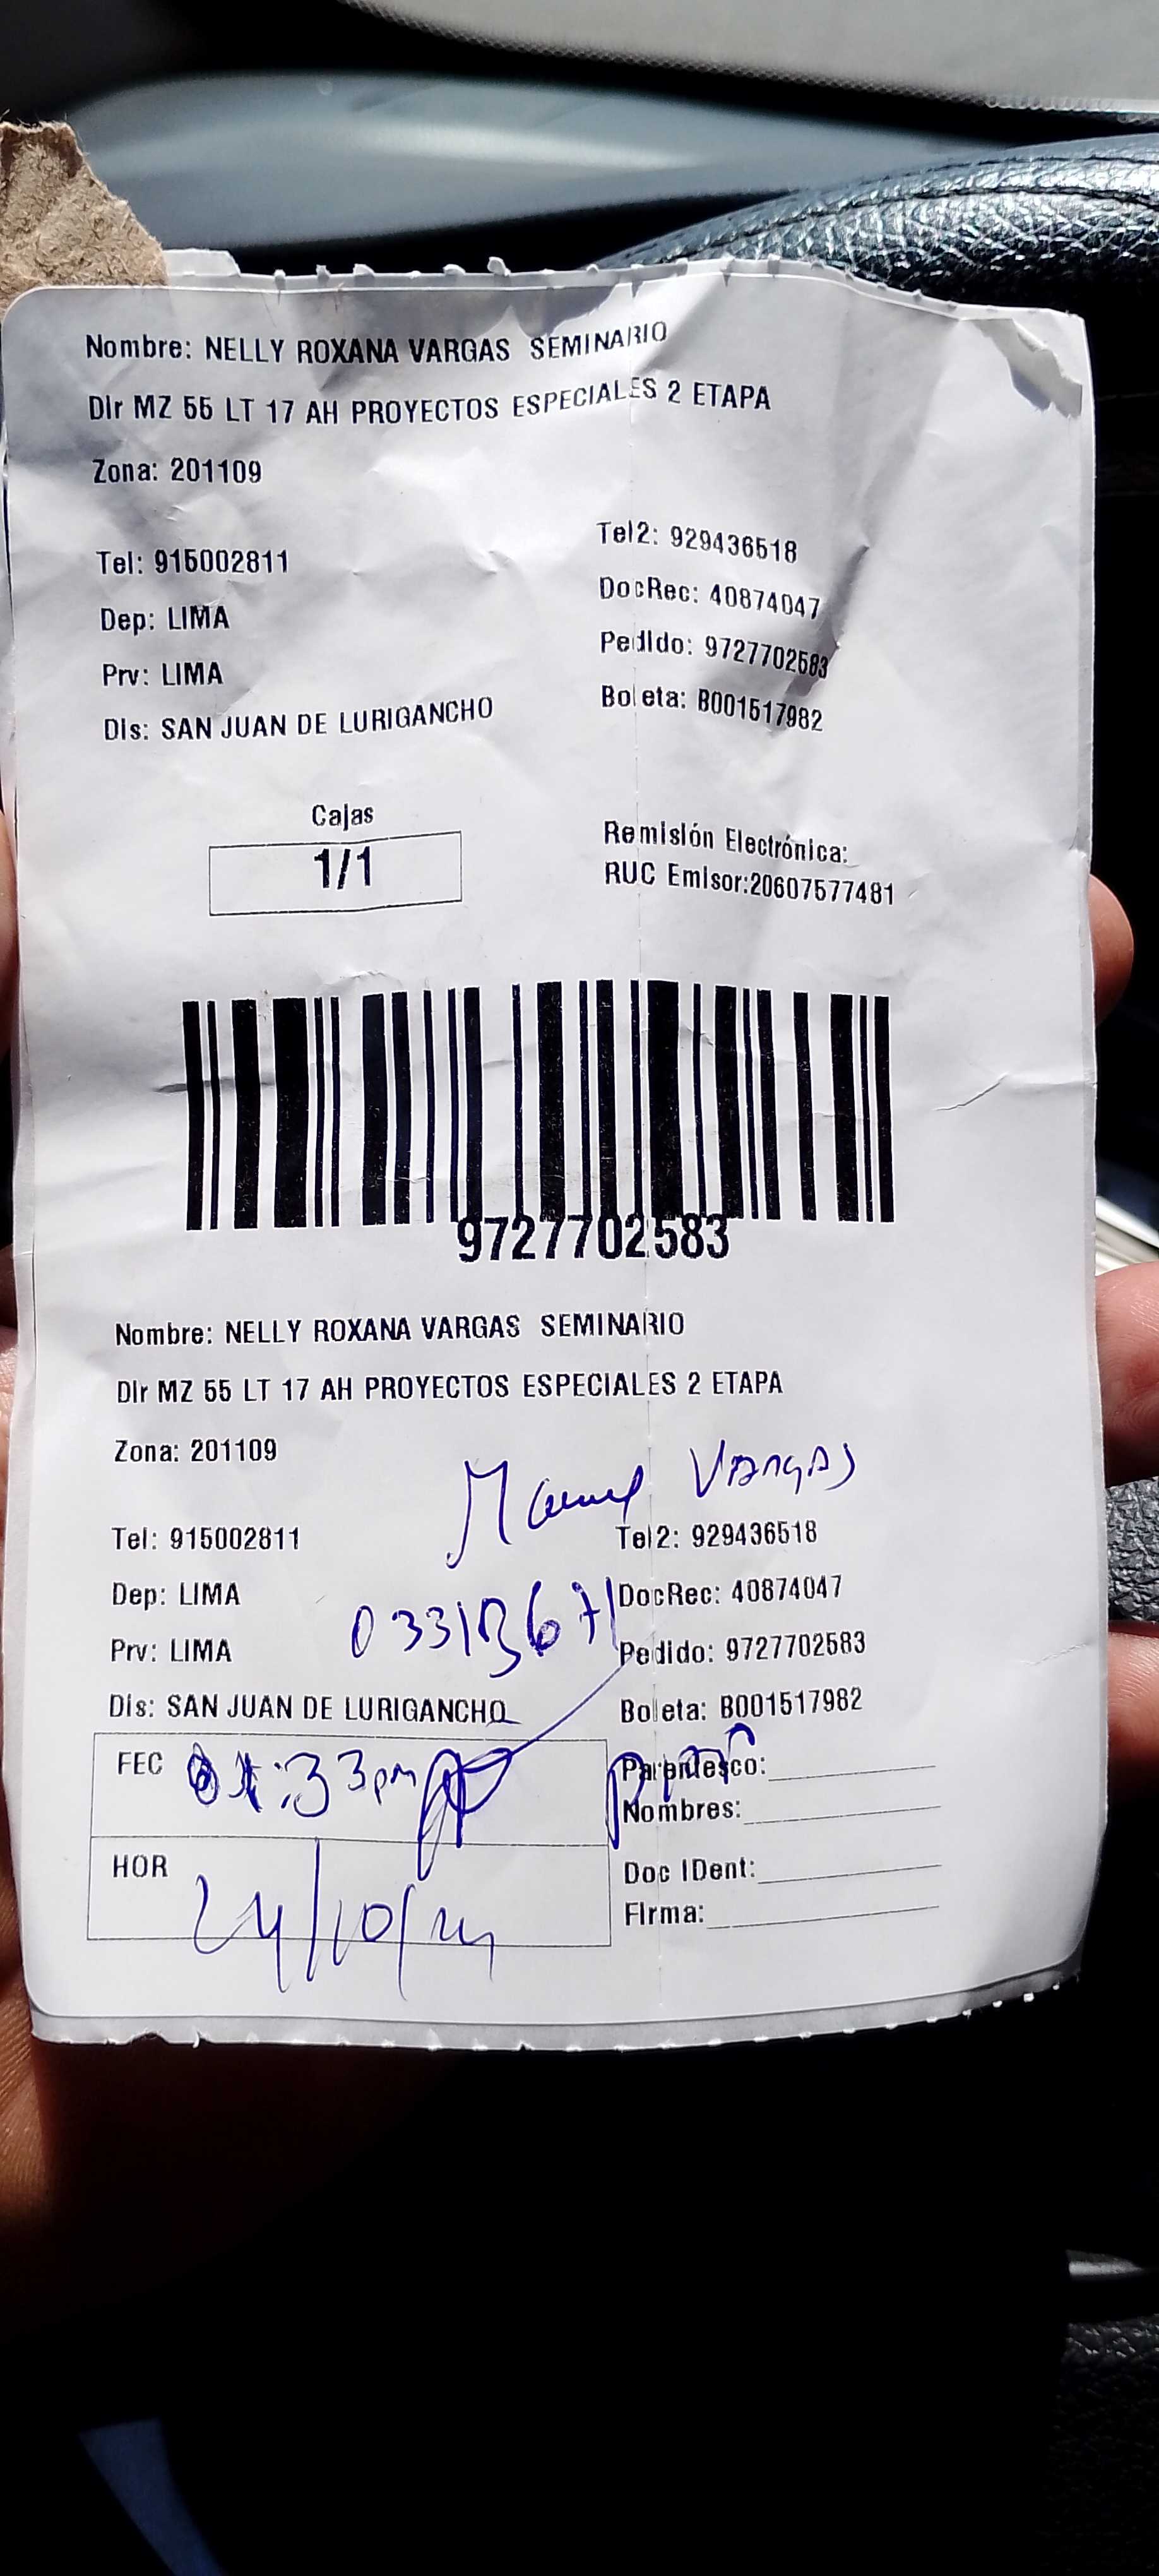 Nombre: NELLY ROXANA VARGAS SEMINARIO
Dir MZ 55 LT 17 AH PROYECTOS ESPECIALES 2 ETAPA
Zona: 201109
Tel: 915002811
Tel2: 929436518
Dep: LIMA
DocRec: 40874047
Prv: LIMA
Pedido: 9727702583
Dis: SAN JUAN DE LURIGANCHO
Boleta: B001517982
Cajas
1/1
Remisión Electrónica:
RUC Emisor:20607577481
9727702583
Nombre: NELLY ROXANA VARGAS SEMINARIO
Dir MZ 55 LT 17 AH PROYECTOS ESPECIALES 2 ETAPA
Zona: 201109
Vargas
Tel: 915002811
Tel2: 929436518
Dep: LIMA
DocRec: 40874047
Prv: LIMA
Pedido: 9727702583
Dis: SAN JUAN DE LURIGANCHO
Boleta: B001517982
FEC
Parentesco:
Nombres:
HOR 24/10/24
Doc IDent:
Firma: